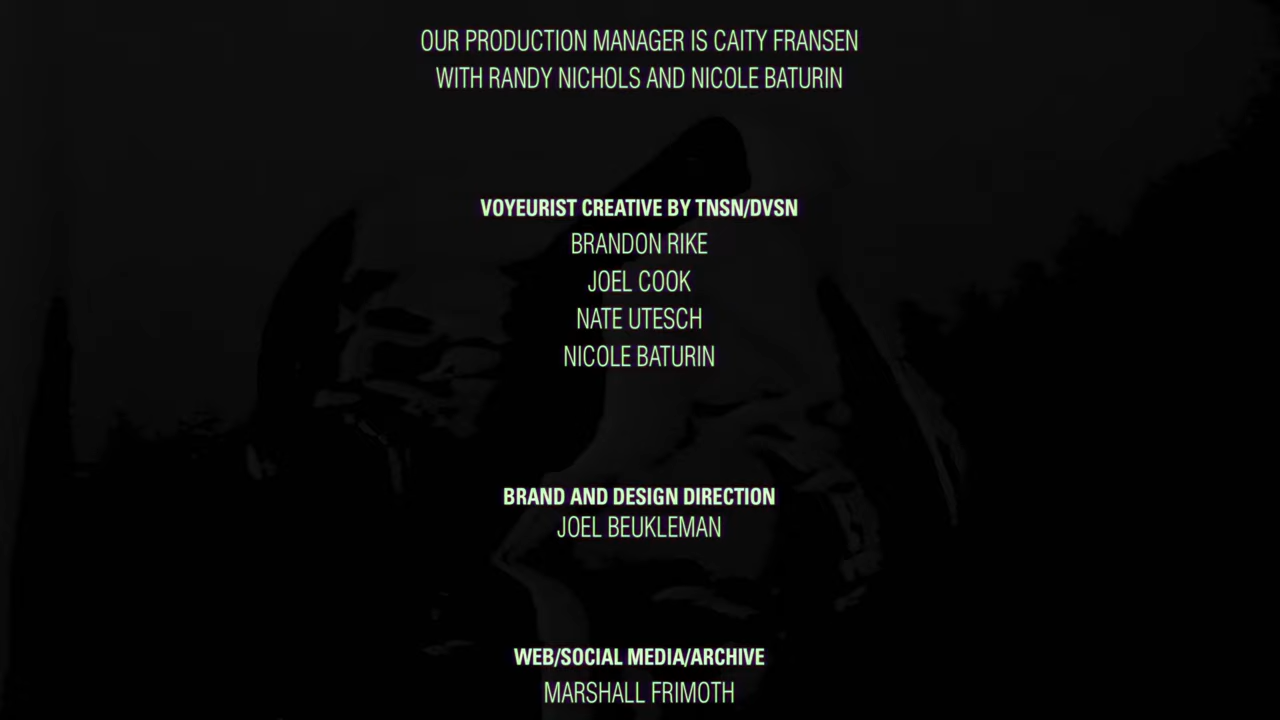 OUR PRODUCTION MANAGER IS CAITY FRANSEN
WITH RANDY NICHOLS AND NICOLE BATURIN
VOYEURIST CREATIVE BY TNSN/DVSN
BRANDON RIKE
JOEL COOK
NATE UTESCH
NICOLE BATURIN
BRAND AND DESIGN DIRECTION
JOEL BEUKLEMAN
WEB/SOCIAL MEDIA/ARCHIVE
MARSHALL FRIMOTH